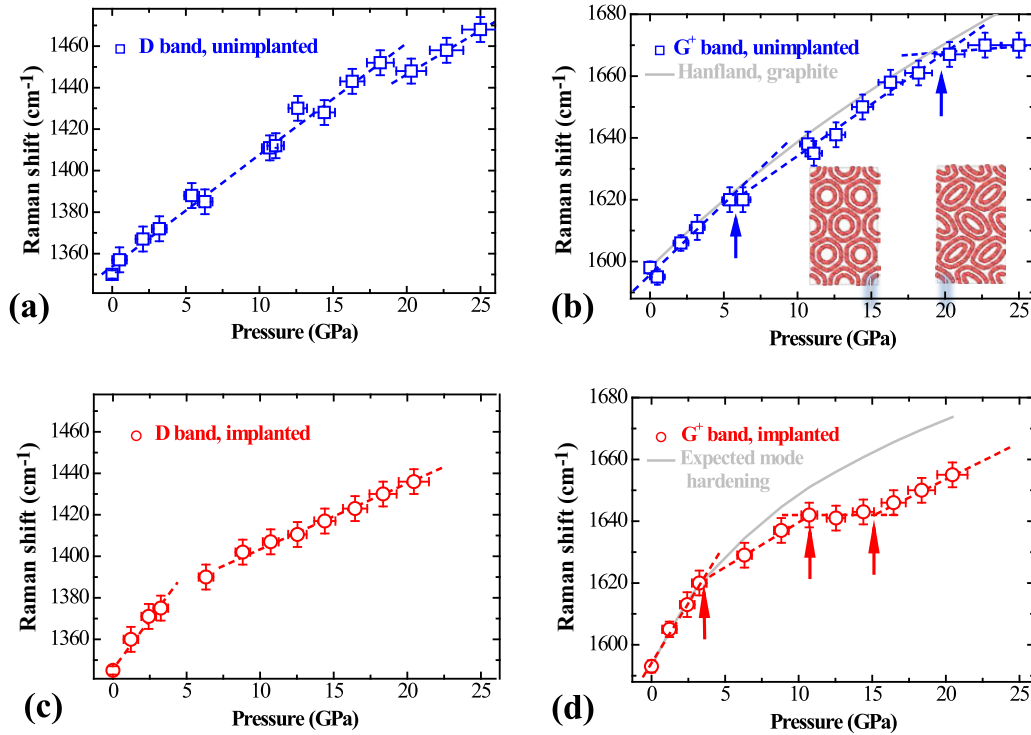 (a)
1460
1440
1420
1400
1380
1360
1340
D band, unimplanted
Raman shift (cm⁻¹)
0 5 10 15 20 25
Pressure (GPa)
(b)
1680
1660
1640
1620
1600
G⁺ band, unimplanted
Hanfland, graphite
Raman shift (cm⁻¹)
0 5 10 15 20 25
Pressure (GPa)
(c)
1460
1440
1420
1400
1380
1360
1340
D band, implanted
Raman shift (cm⁻¹)
0 5 10 15 20 25
Pressure (GPa)
(d)
1680
1660
1640
1620
1600
G⁺ band, implanted
Expected mode
hardening
Raman shift (cm⁻¹)
0 5 10 15 20 25
Pressure (GPa)